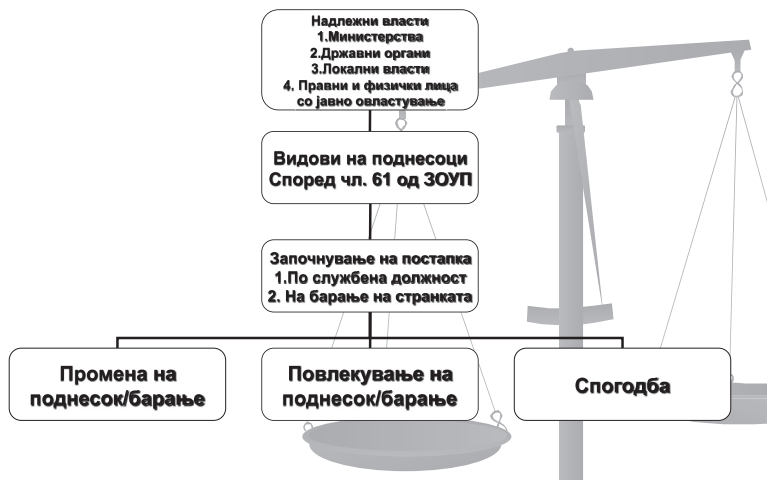 Надлежни власти
1.Министерства
2.Државни органи
3.Локални власти
4. Правни и физички лица
со јавно овластување
Видови на поднесоци
Според чл. 61 од ЗОУП
Започнување на постапка
1.По службена должност
2. На барање на странката
Промена на
поднесок/барање
Повлекување на
поднесок/барање
Спогодба